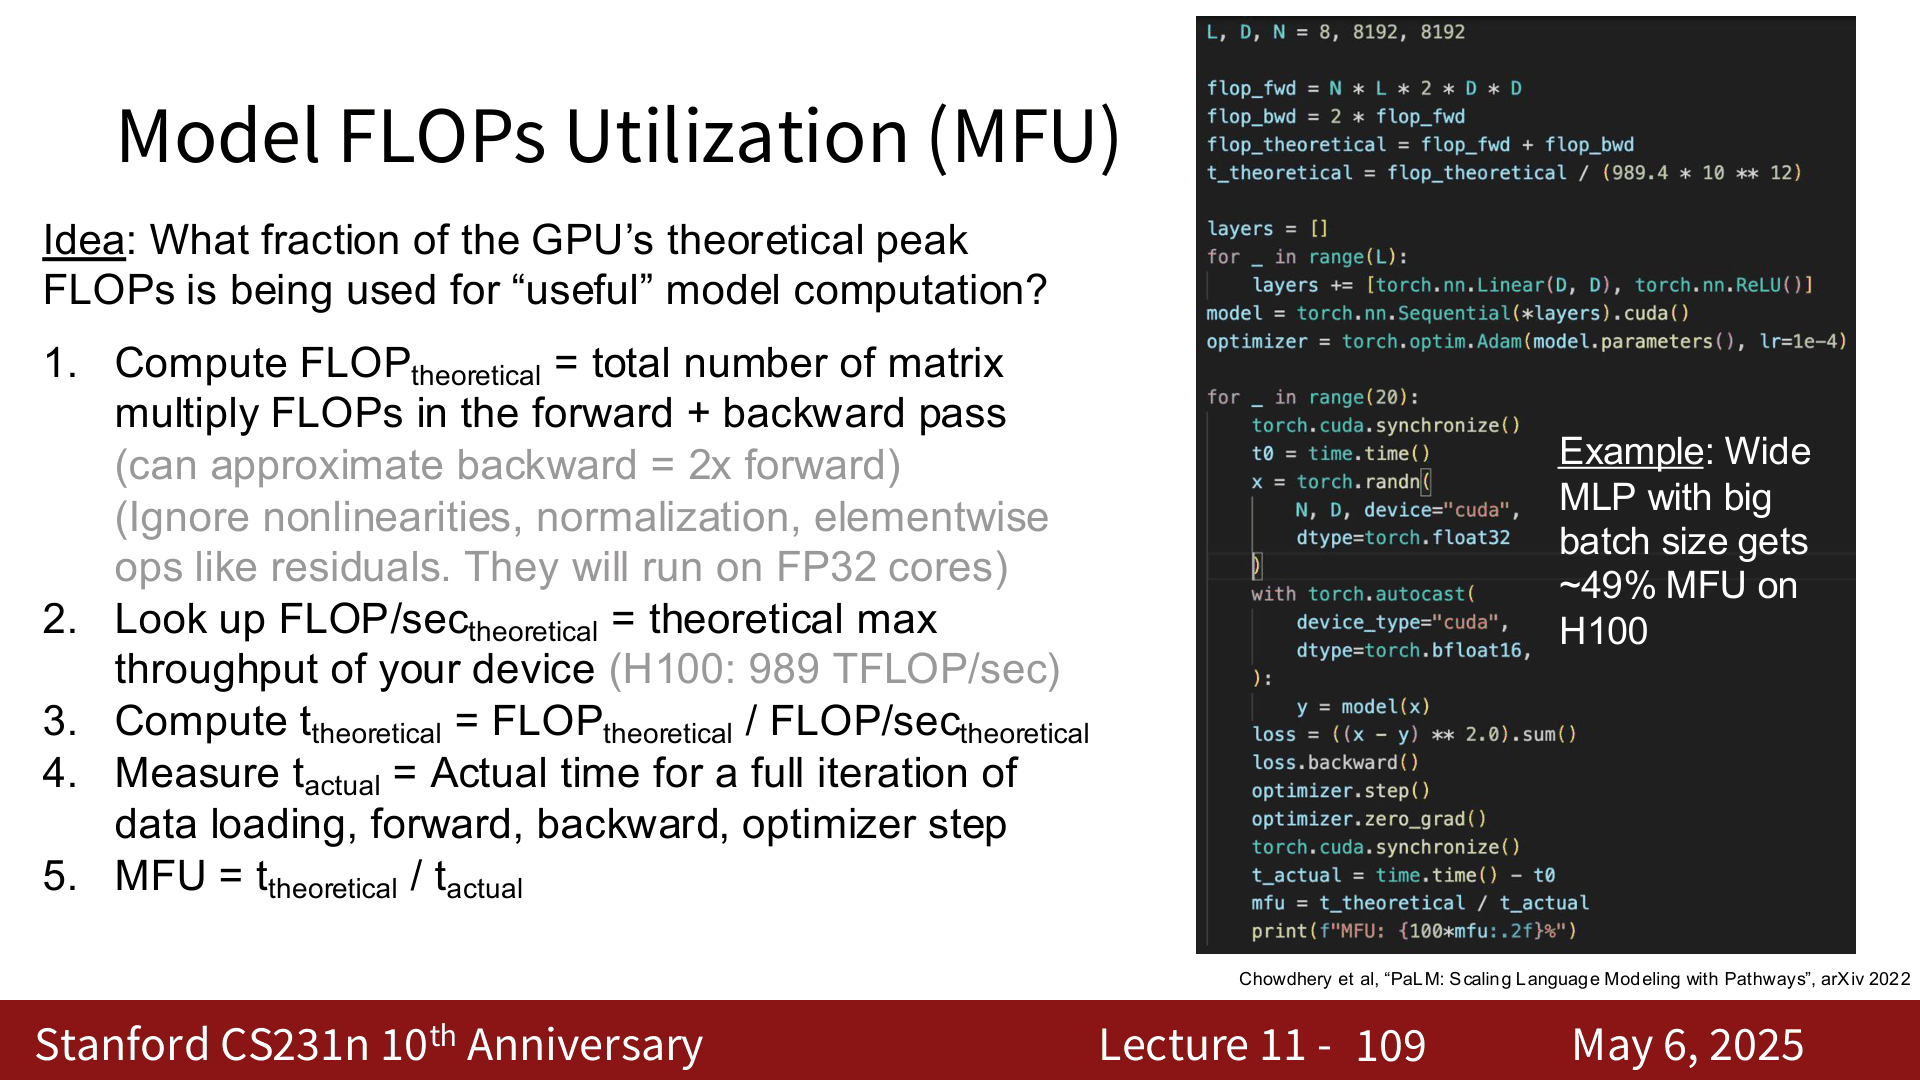 Model FLOPs Utilization (MFU)
Idea: What fraction of the GPU’s theoretical peak
FLOPs is being used for “useful” model computation?
1. Compute FLOPtheoretical = total number of matrix
multiply FLOPs in the forward + backward pass
(can approximate backward = 2x forward)
(Ignore nonlinearities, normalization, elementwise
ops like residuals. They will run on FP32 cores)
2. Look up FLOP/sectheoretical = theoretical max
throughput of your device (H100: 989 TFLOP/sec)
3. Compute ttheoretical = FLOPtheoretical / FLOP/sectheoretical
4. Measure tactual = Actual time for a full iteration of
data loading, forward, backward, optimizer step
5. MFU = ttheoretical / tactual
L, D, N = 8, 8192, 8192
flop_fwd = N * L * 2 * D * D
flop_bwd = 2 * flop_fwd
flop_theoretical = flop_fwd + flop_bwd
t_theoretical = flop_theoretical / (989.4 * 10 ** 12)
layers = []
for _ in range(L):
layers += [torch.nn.Linear(D, D), torch.nn.ReLU()]
model = torch.nn.Sequential(*layers).cuda()
optimizer = torch.optim.Adam(model.parameters(), lr=1e-4)
for _ in range(20):
torch.cuda.synchronize()
t0 = time.time()
x = torch.randn(
N, D, device="cuda",
dtype=torch.float32
)
with torch.autocast(
device_type="cuda",
dtype=torch.bfloat16,
):
y = model(x)
loss = ((x - y) ** 2.0).sum()
loss.backward()
optimizer.step()
optimizer.zero_grad()
torch.cuda.synchronize()
t_actual = time.time() - t0
mfu = t_theoretical / t_actual
print(f"MFU: {100*mfu:.2f}%")
Example: Wide
MLP with big
batch size gets
~49% MFU on
H100
Chowdhery et al, “PaLM: Scaling Language Modeling with Pathways”, arXiv 2022
Stanford CS231n 10th Anniversary
Lecture 11 - 109
May 6, 2025